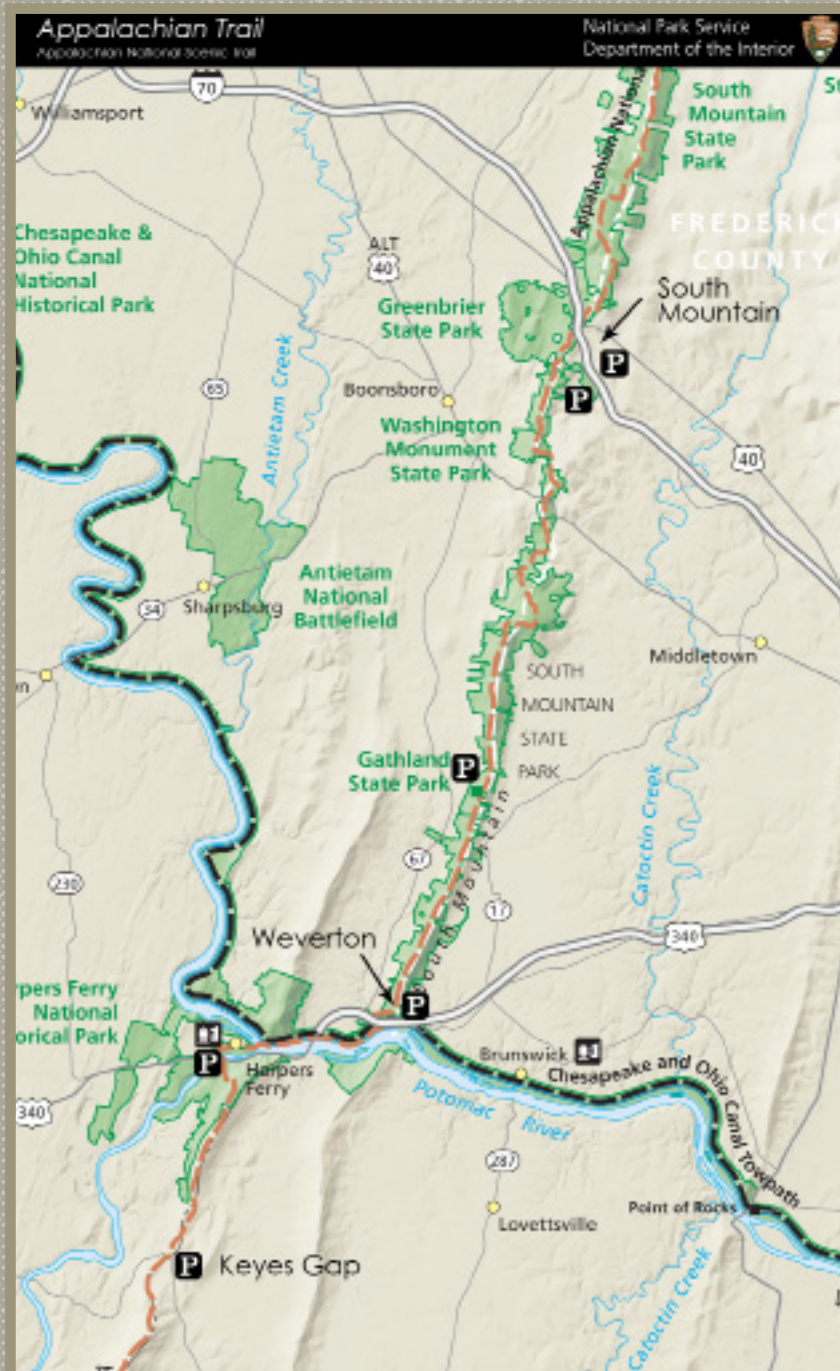 Appalachian Trail
Appalachian National Scenic Trail
National Park Service
Department of the Interior
70
Williamsport
Appalachian National
South
Mountain
State
Park
FREDERICK
COUNTY
Chesapeake &
Ohio Canal
National
Historical Park
ALT
40
Greenbrier
State Park
South
Mountain
P
P
65
Antietam Creek
Boonsboro
Washington
Monument
State Park
40
Antietam
National
Battlefield
34
Sharpsburg
Middletown
SOUTH
MOUNTAIN
STATE
PARK
Gathland
State Park
P
South Mountain
Catoctin Creek
67
230
17
Weverton
340
P
rpers Ferry
National
orical Park
P
Harpers
Ferry
Brunswick
Chesapeake and Ohio Canal Towpath
340
Potomac River
287
Point of Rocks
Lovettsville
P
Keyes Gap
Catoctin Creek